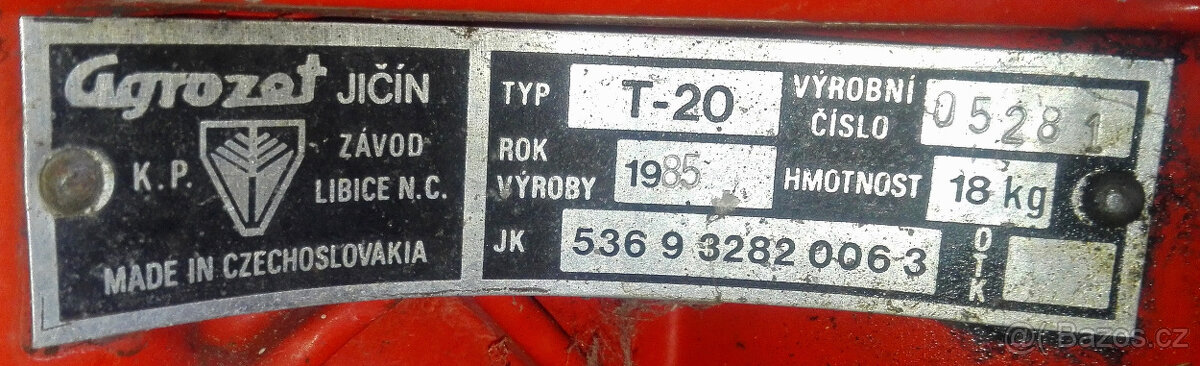 agrozet JIČÍN
K.P.
ZÁVOD
LIBICE N.C.
MADE IN CZECHOSLOVAKIA
TYP T-20
VÝROBNÍ
ČÍSLO 05281
ROK
VÝROBY 1985
HMOTNOST 18 kg
JK 536 9 3282 006 3
OTK
Bazos.cz